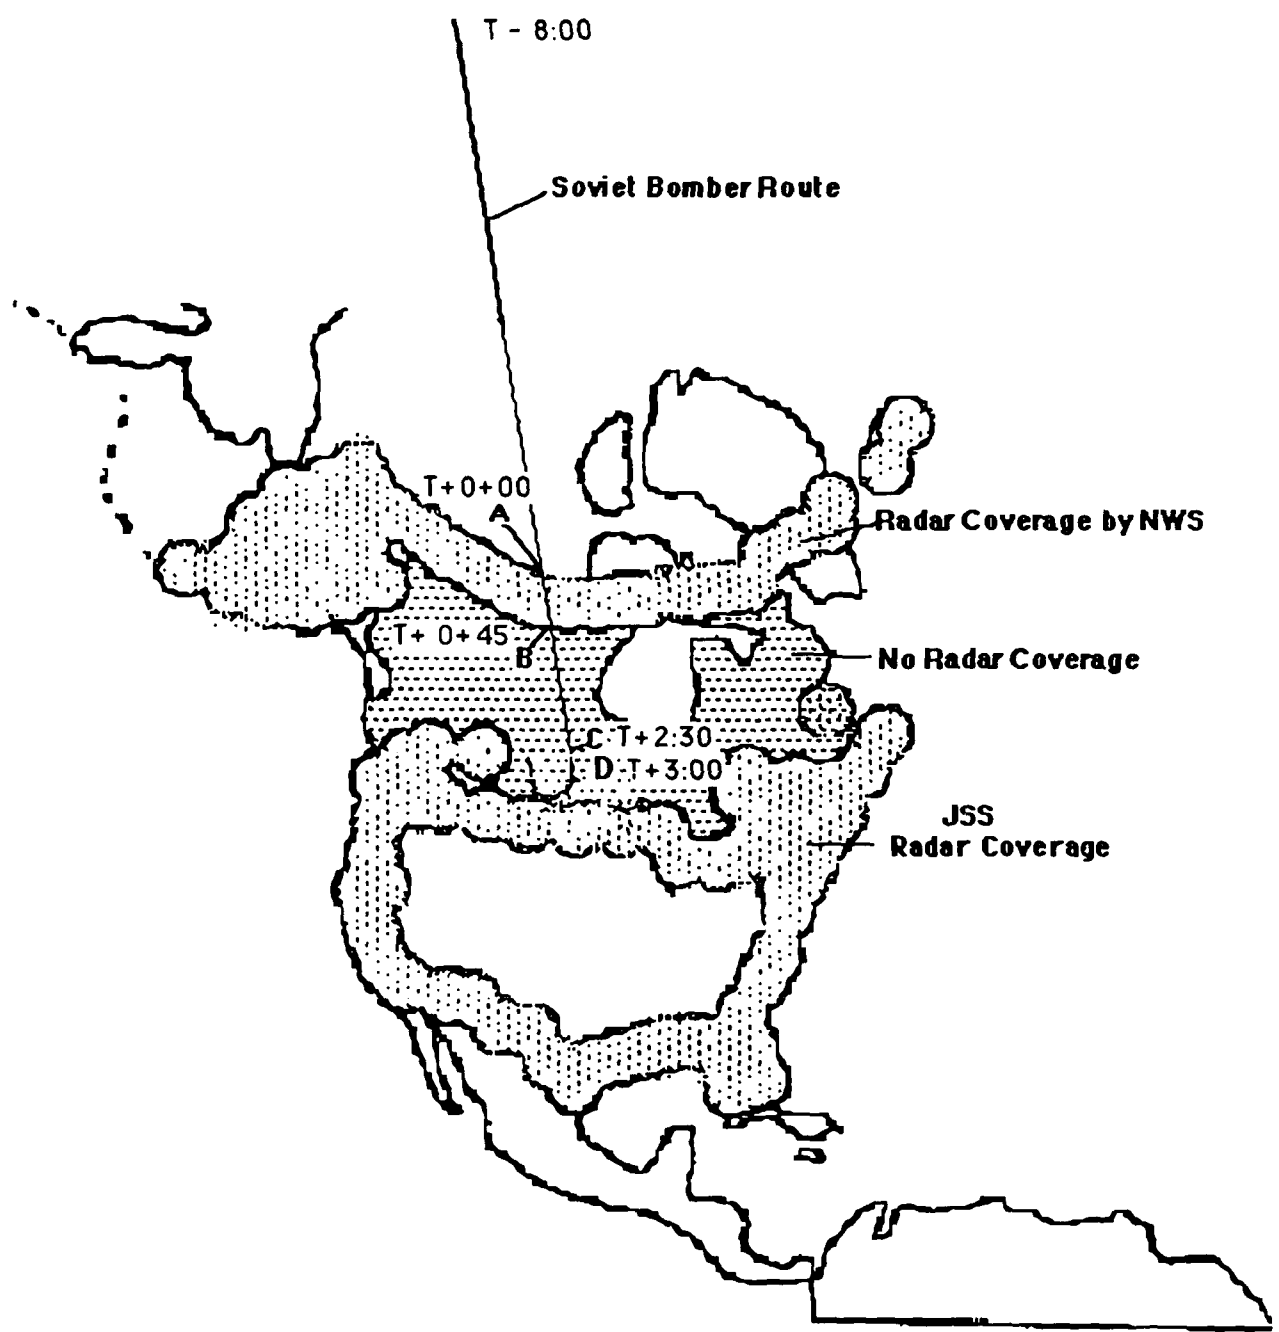 T - 8:00
Soviet Bomber Route
T+0+00
A
Radar Coverage by NWS
T+ 0+45
B
No Radar Coverage
C T+2:30
D T+3:00
JSS
Radar Coverage